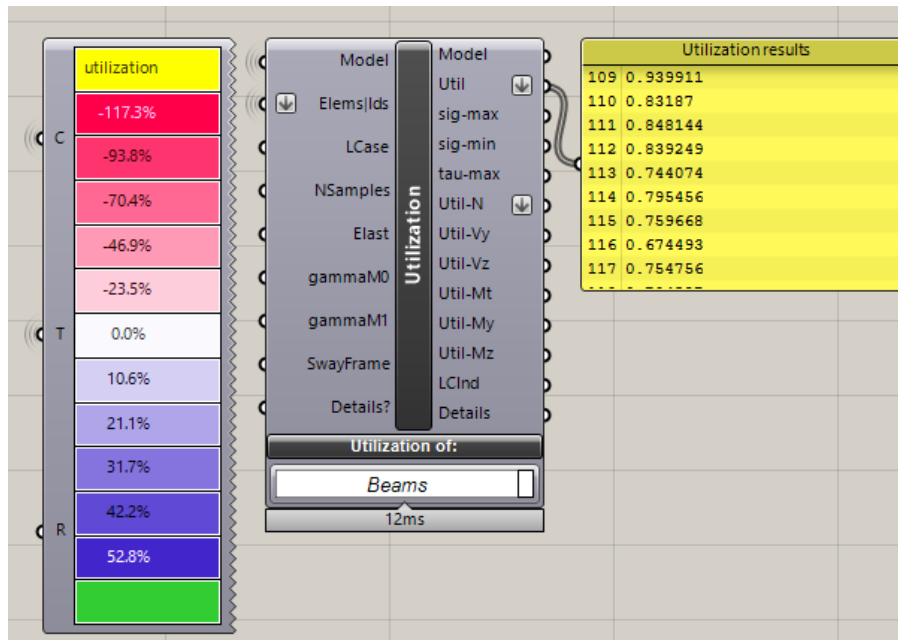 utilization
-117.3%
-93.8%
-70.4%
-46.9%
-23.5%
0.0%
10.6%
21.1%
31.7%
42.2%
52.8%
C
T
R
Model
Elems|Ids
LCase
NSamples
Elast
gammaM0
gammaM1
SwayFrame
Details?
Utilization
Model
Util
sig-max
sig-min
tau-max
Util-N
Util-Vy
Util-Vz
Util-Mt
Util-My
Util-Mz
LCInd
Details
Utilization of:
Beams
12ms
Utilization results
109 0.939911
110 0.83187
111 0.848144
112 0.839249
113 0.744074
114 0.795456
115 0.759668
116 0.674493
117 0.754756